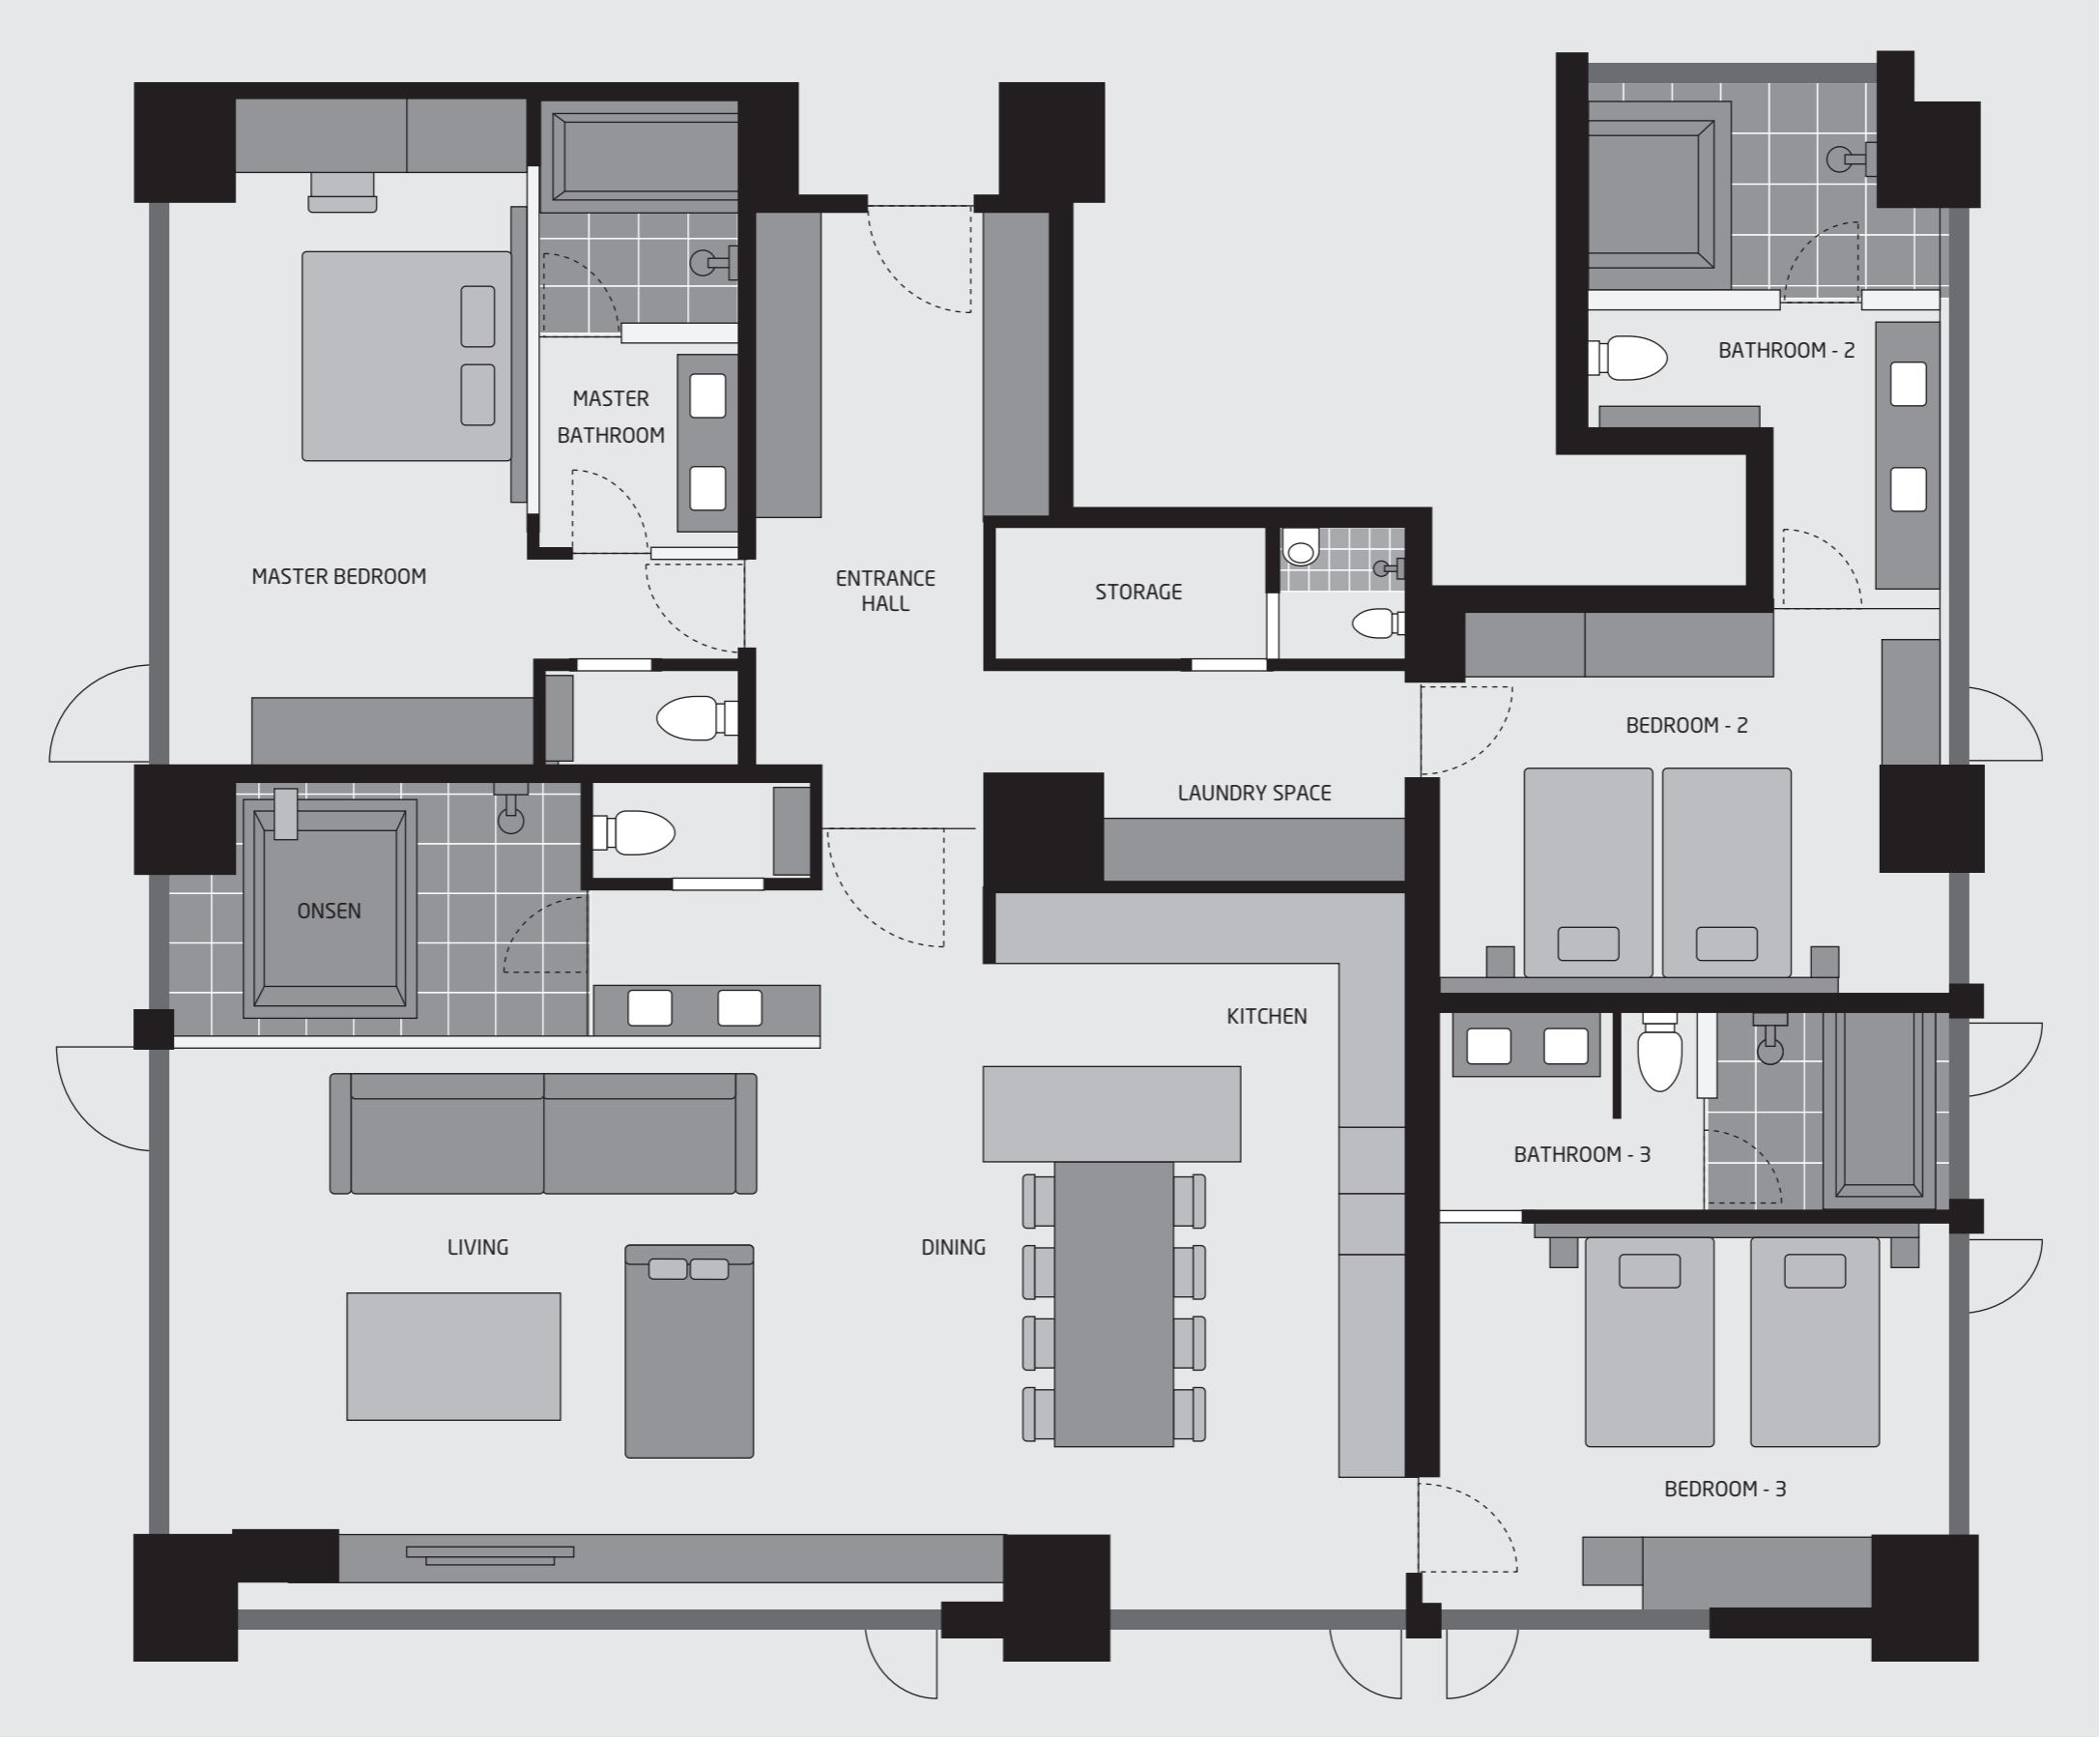 BATHROOM - 2
MASTER
BATHROOM
MASTER BEDROOM
ENTRANCE
HALL
STORAGE
BEDROOM - 2
LAUNDRY SPACE
ONSEN
KITCHEN
BATHROOM - 3
LIVING
DINING
BEDROOM - 3